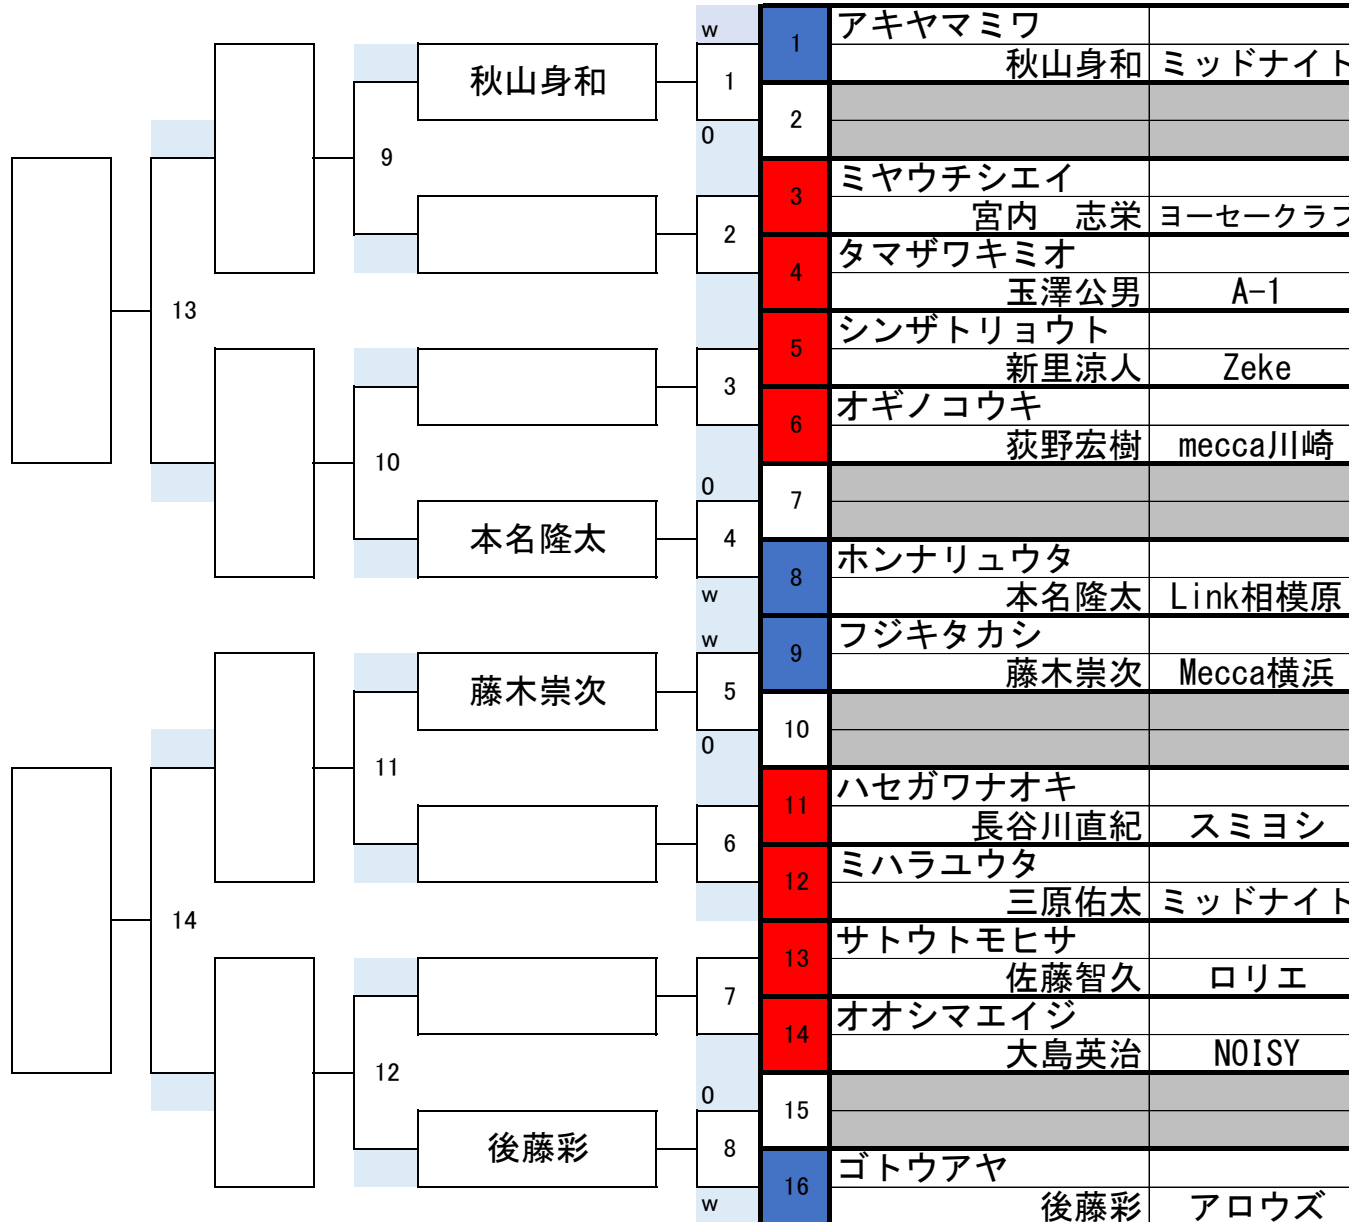 w
1
アキヤマミワ
秋山身和 ミッドナイト
秋山身和
1
2
0
9
3
ミヤウチシエイ
宮内　志栄 ヨーセークラブ
2
4
タマザワキミオ
玉澤公男 A-1
13
5
シンザトリョウト
新里涼人 Zeke
3
6
オギノコウキ
荻野宏樹 mecca川崎
10
0
7
本名隆太
4
8
ホンナリュウタ
本名隆太 Link相模原
w
w
9
フジキタカシ
藤木崇次 Mecca横浜
藤木崇次
5
10
0
11
11
ハセガワナオキ
長谷川直紀 スミヨシ
6
12
ミハラユウタ
三原佑太 ミッドナイト
14
13
サトウトモヒサ
佐藤智久 ロリエ
7
14
オオシマエイジ
大島英治 NOISY
12
0
15
後藤彩
8
16
ゴトウアヤ
後藤彩 アロウズ
w